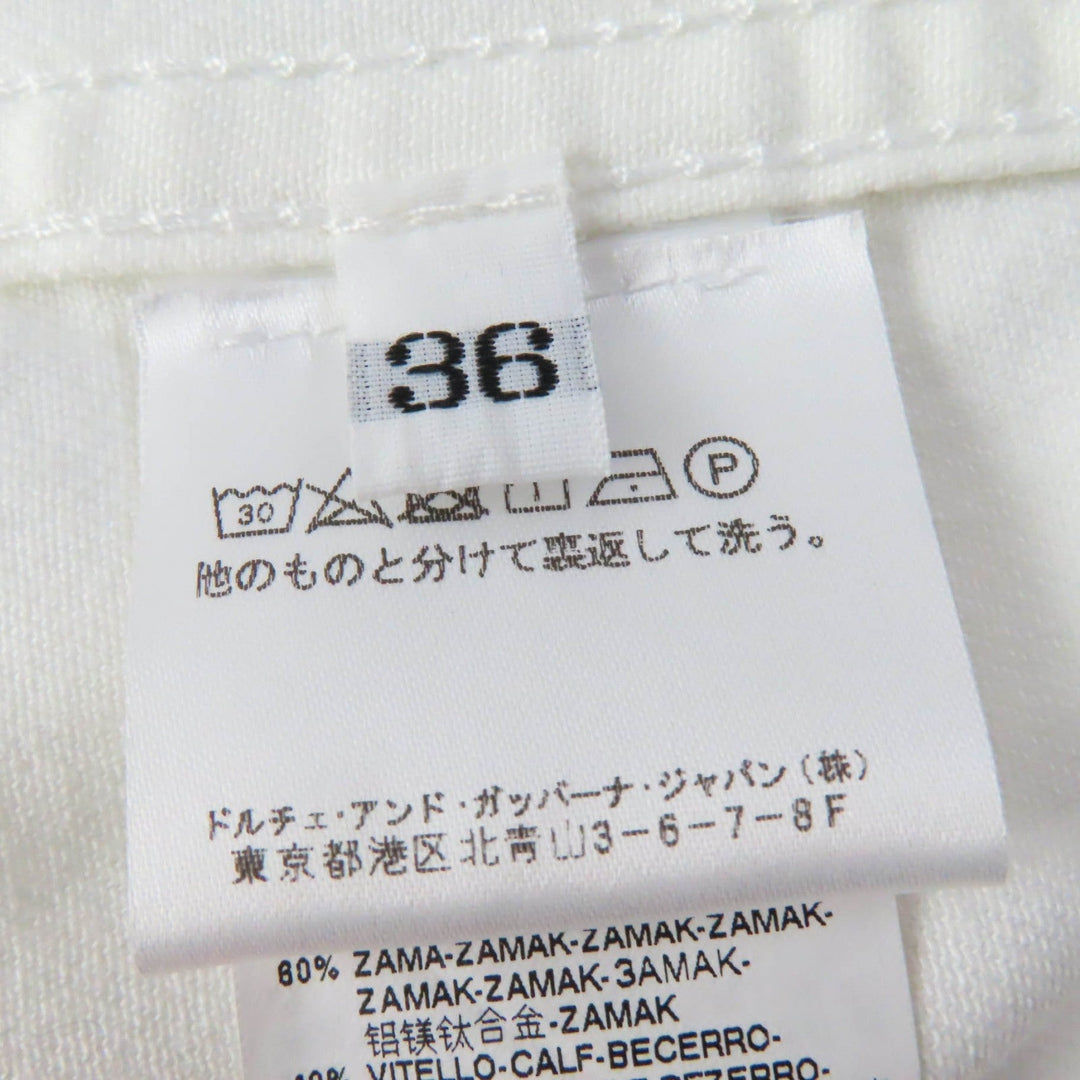 36
30 P
他のものと分けて裏返して洗う。
ドルチェ・アンド・ガッバーナ・ジャパン(株)
東京都港区北青山3-6-7-8F
60% ZAMA-ZAMAK-ZAMAK-ZAMAK-
ZAMAK-ZAMAK-ЗАМАК-
铝镁钛合金-ZAMAK
40% VITELLO-CALF-BECERRO-